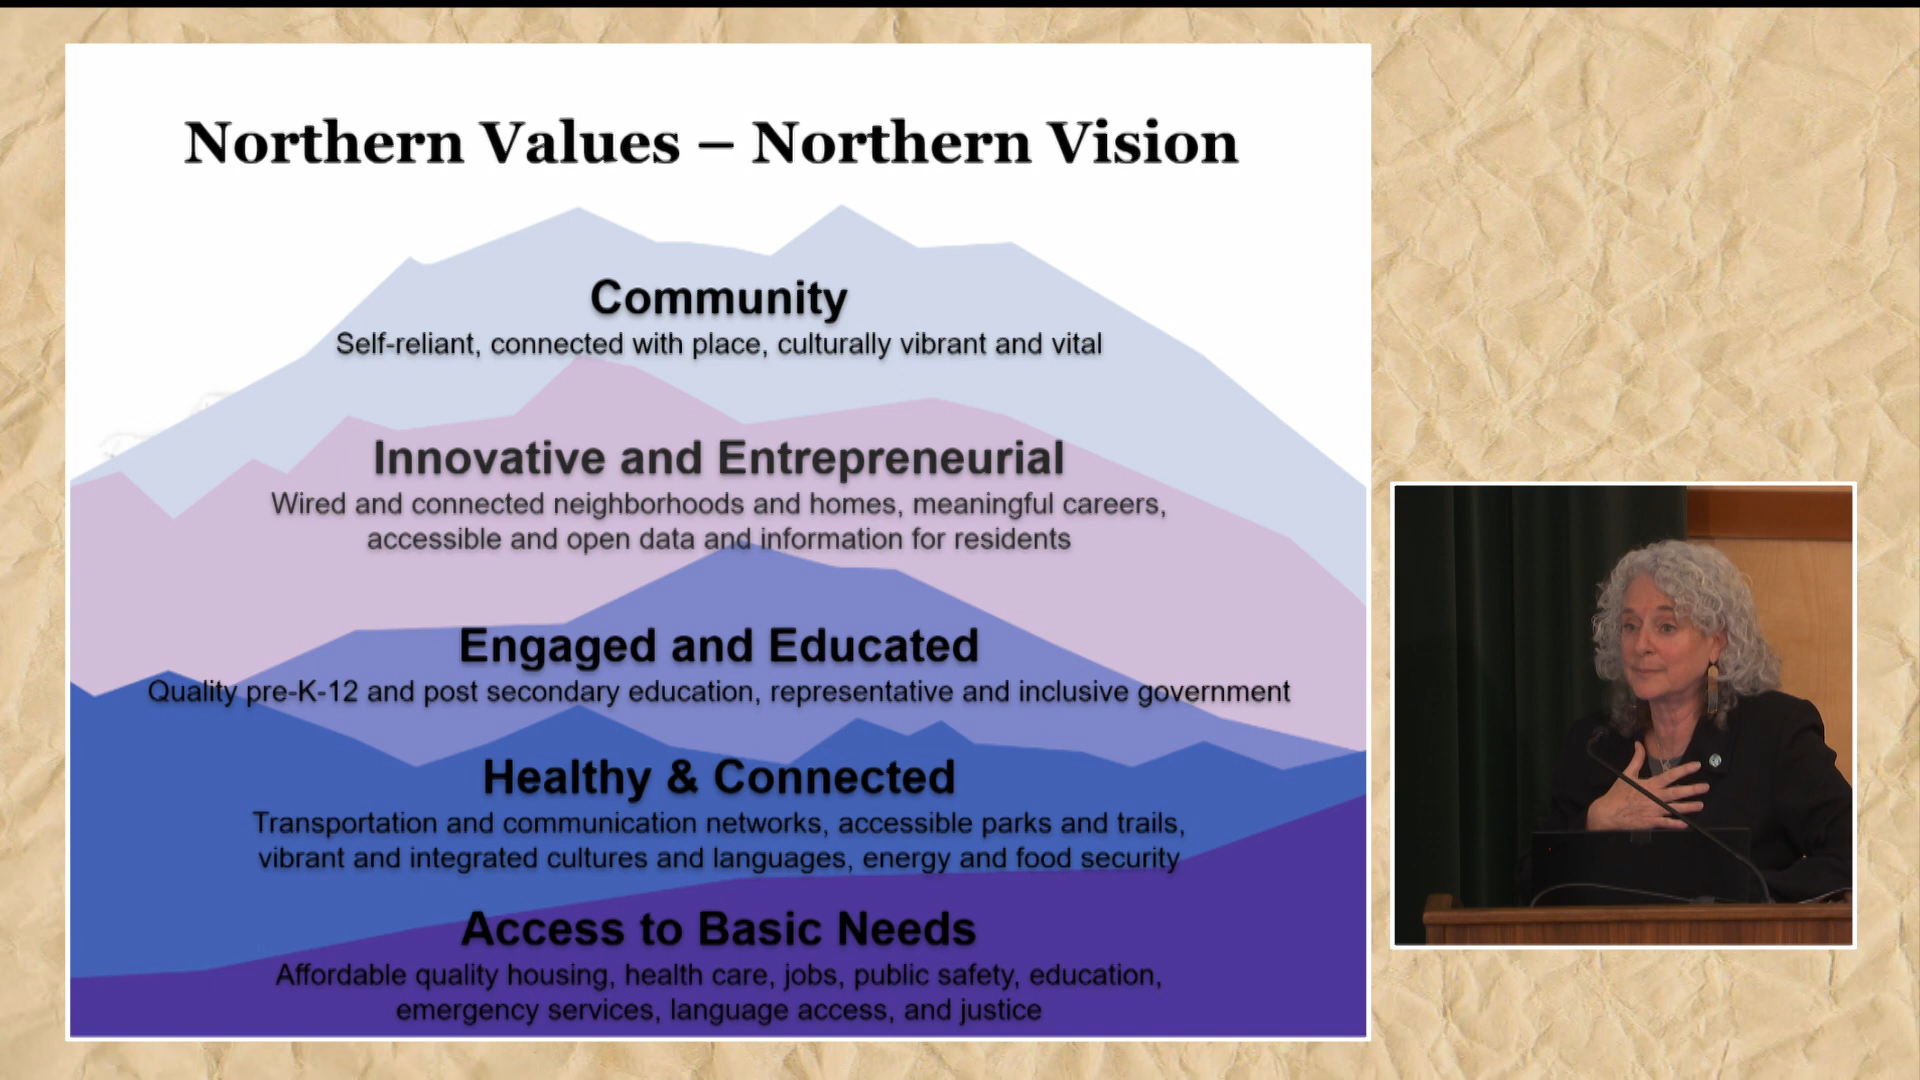 Northern Values – Northern Vision
Community
Self-reliant, connected with place, culturally vibrant and vital
Innovative and Entrepreneurial
Wired and connected neighborhoods and homes, meaningful careers,
accessible and open data and information for residents
Engaged and Educated
Quality pre-K-12 and post secondary education, representative and inclusive government
Healthy & Connected
Transportation and communication networks, accessible parks and trails,
vibrant and integrated cultures and languages, energy and food security
Access to Basic Needs
Affordable quality housing, health care, jobs, public safety, education,
emergency services, language access, and justice